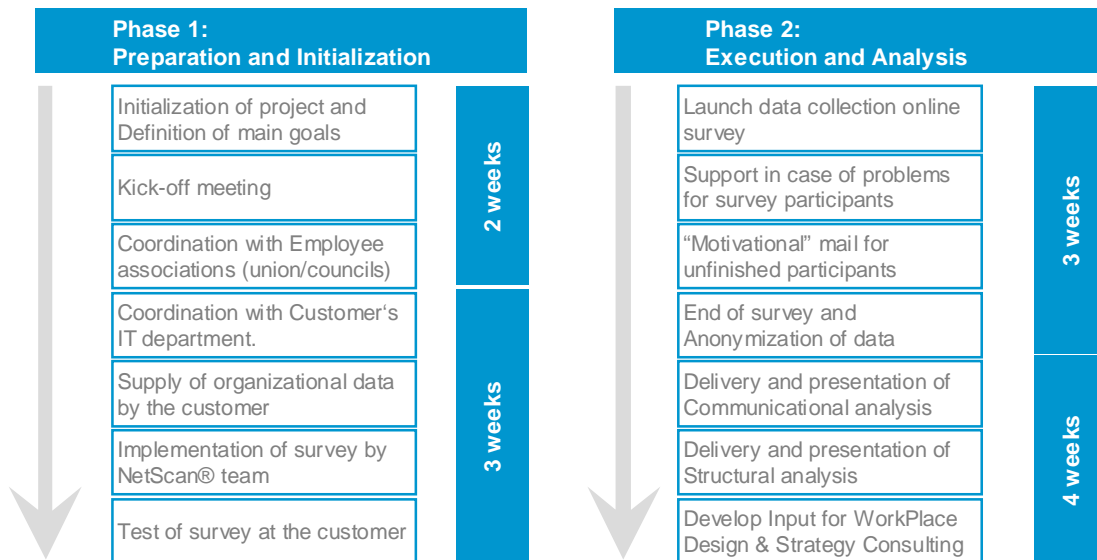 Phase 1:
Preparation and Initialization
Initialization of project and
Definition of main goals
Kick-off meeting
Coordination with Employee
associations (union/councils)
2 weeks
Coordination with Customer‘s
IT department.
Supply of organizational data
by the customer
Implementation of survey by
NetScan® team
Test of survey at the customer
3 weeks
Phase 2:
Execution and Analysis
Launch data collection online
survey
Support in case of problems
for survey participants
“Motivational” mail for
unfinished participants
End of survey and
Anonymization of data
3 weeks
Delivery and presentation of
Communicational analysis
Delivery and presentation of
Structural analysis
Develop Input for WorkPlace
Design & Strategy Consulting
4 weeks